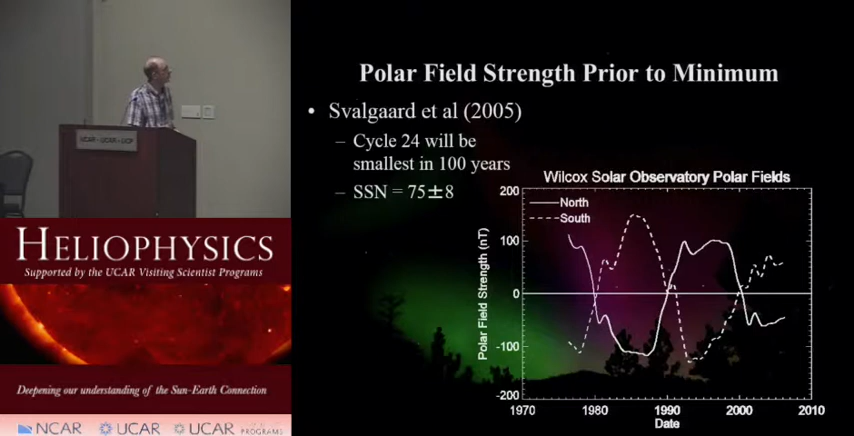 Polar Field Strength Prior to Minimum
• Svalgaard et al (2005)
– Cycle 24 will be
smallest in 100 years
– SSN = 75±8
Wilcox Solar Observatory Polar Fields
North
South
Polar Field Strength (nT)
200
100
0
-100
-200
1970 1980 1990 2000 2010
Date
UCAR
HELIOPHYSICS
Supported by the UCAR Visiting Scientist Programs
Deepening our understanding of the Sun-Earth Connection
NCAR UCAR UCAR PROGRAMS